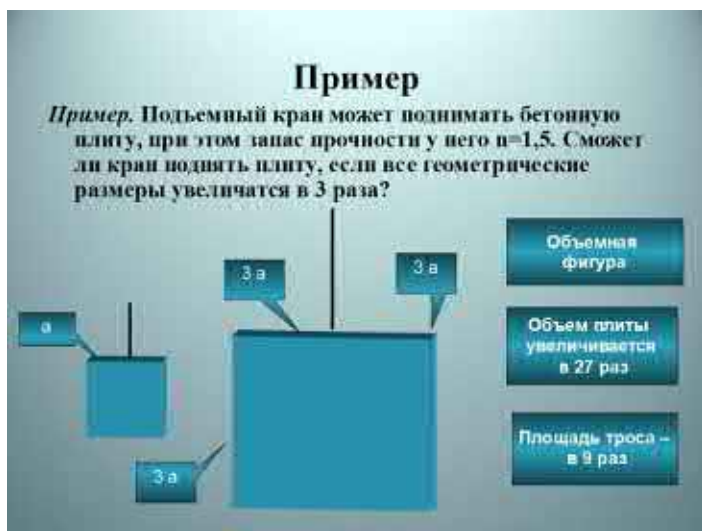 Пример
Пример. Подъемный кран может поднимать бетонную
плиту, при этом запас прочности у него n=1,5. Сможет
ли кран поднять плиту, если все геометрические
размеры увеличатся в 3 раза?
3 а
3 а
Объемная
фигура
а
Объем плиты
увеличивается
в 27 раз
Площадь троса –
в 9 раз
3 а